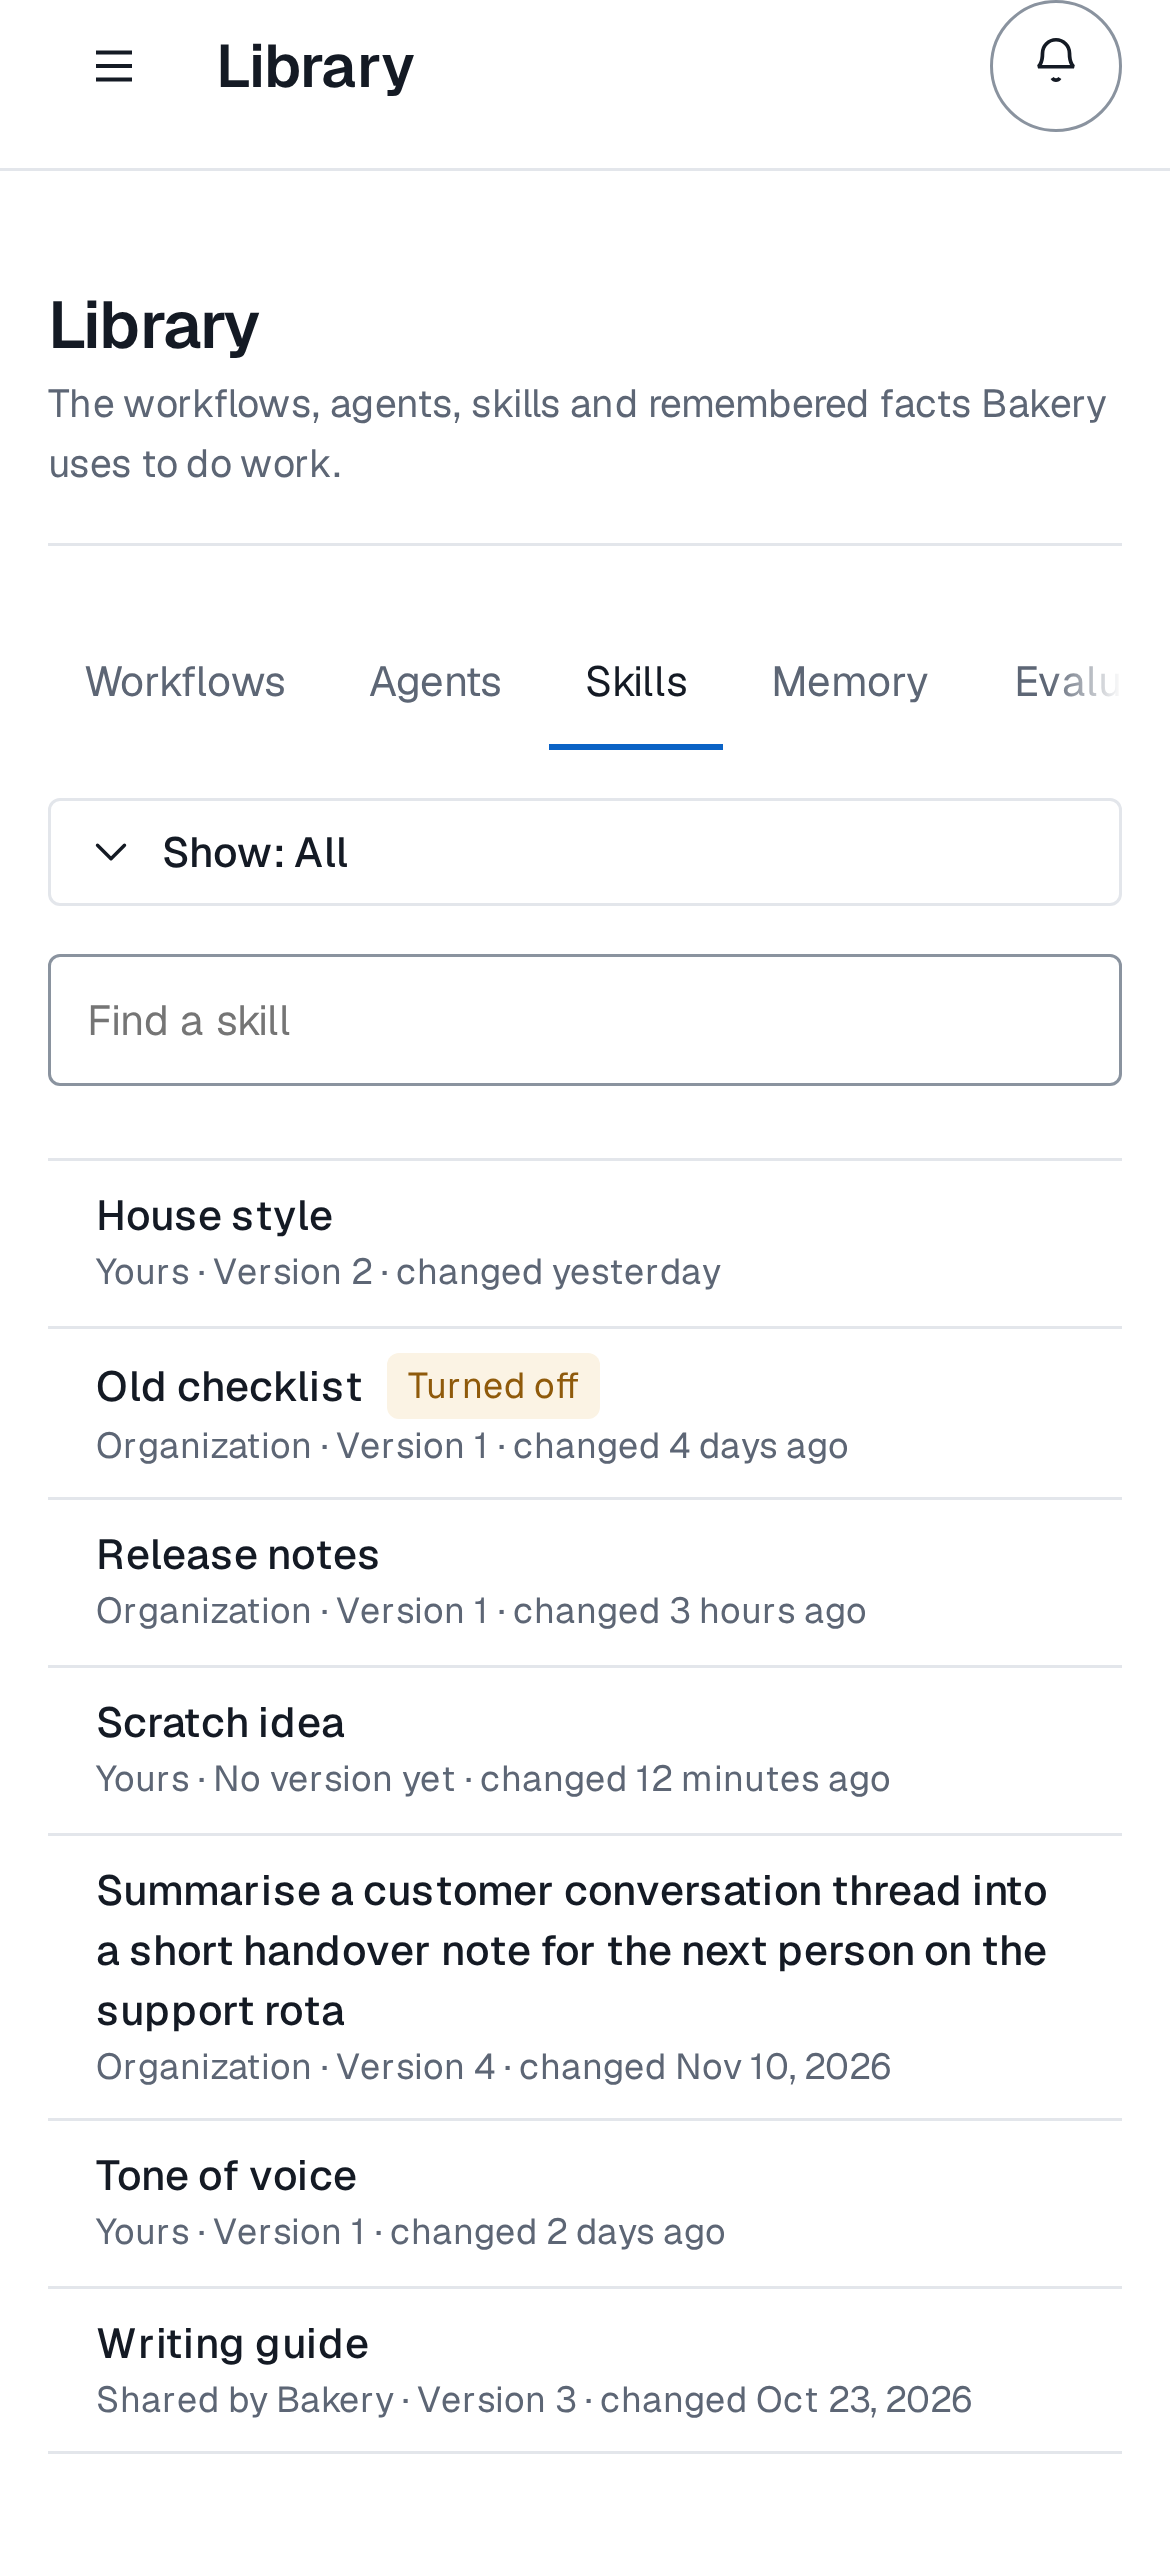 Library
Library
The workflows, agents, skills and remembered facts Bakery
uses to do work.
Workflows Agents Skills Memory Evalu
Show: All
Find a skill
House style
Yours · Version 2 · changed yesterday
Old checklist Turned off
Organization · Version 1 · changed 4 days ago
Release notes
Organization · Version 1 · changed 3 hours ago
Scratch idea
Yours · No version yet · changed 12 minutes ago
Summarise a customer conversation thread into
a short handover note for the next person on the
support rota
Organization · Version 4 · changed Nov 10, 2026
Tone of voice
Yours · Version 1 · changed 2 days ago
Writing guide
Shared by Bakery · Version 3 · changed Oct 23, 2026